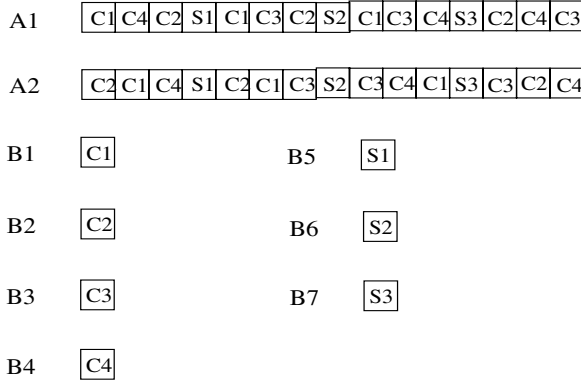 A1 C1 C4 C2 S1 C1 C3 C2 S2 C1 C3 C4 S3 C2 C4 C3
A2 C2 C1 C4 S1 C2 C1 C3 S2 C3 C4 C1 S3 C3 C2 C4
B1 C1 B5 S1
B2 C2 B6 S2
B3 C3 B7 S3
B4 C4